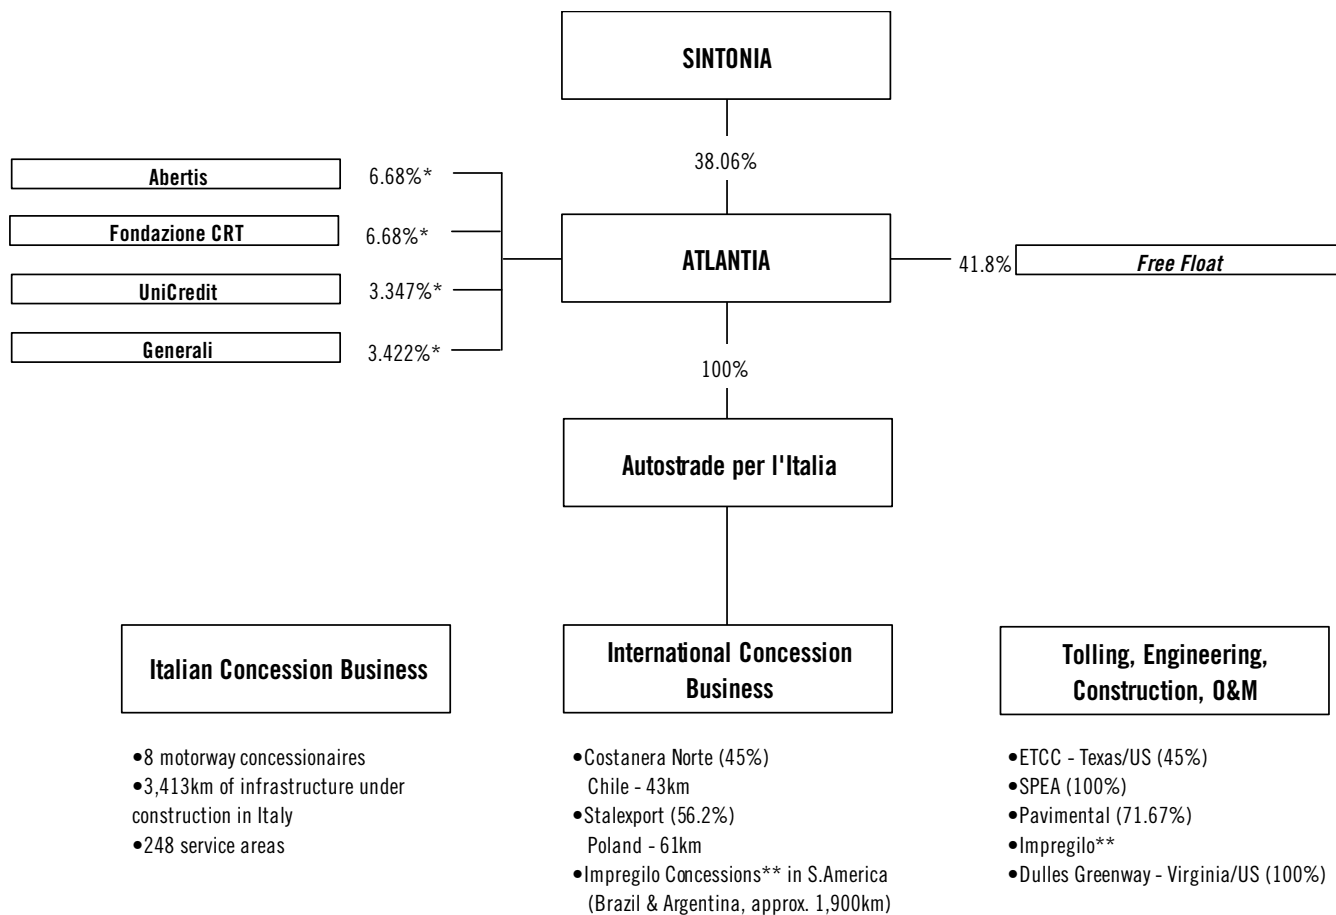 SINTONIA
38.06%
Abertis
6.68%*
Fondazione CRT
6.68%*
UniCredit
3.347%*
Generali
3.422%*
ATLANTIA
41.8%
Free Float
100%
Autostrade per l'Italia
Italian Concession Business
•8 motorway concessionaires
•3,413km of infrastructure under
construction in Italy
•248 service areas
International Concession
Business
•Costanera Norte (45%)
Chile - 43km
•Stalexport (56.2%)
Poland - 61km
•Impregilo Concessions** in S.America
(Brazil & Argentina, approx. 1,900km)
Tolling, Engineering,
Construction, O&M
•ETCC - Texas/US (45%)
•SPEA (100%)
•Pavimental (71.67%)
•Impregilo**
•Dulles Greenway - Virginia/US (100%)